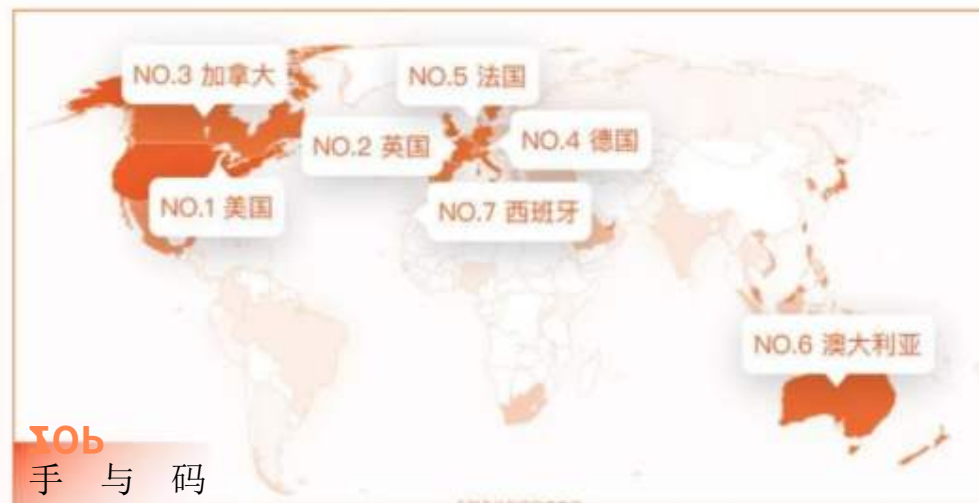 NO.3 加拿大
NO.5 法国
NO.2 英国
NO.4 德国
NO.1 美国
NO.7 西班牙
NO.6 澳大利亚
手 与 码